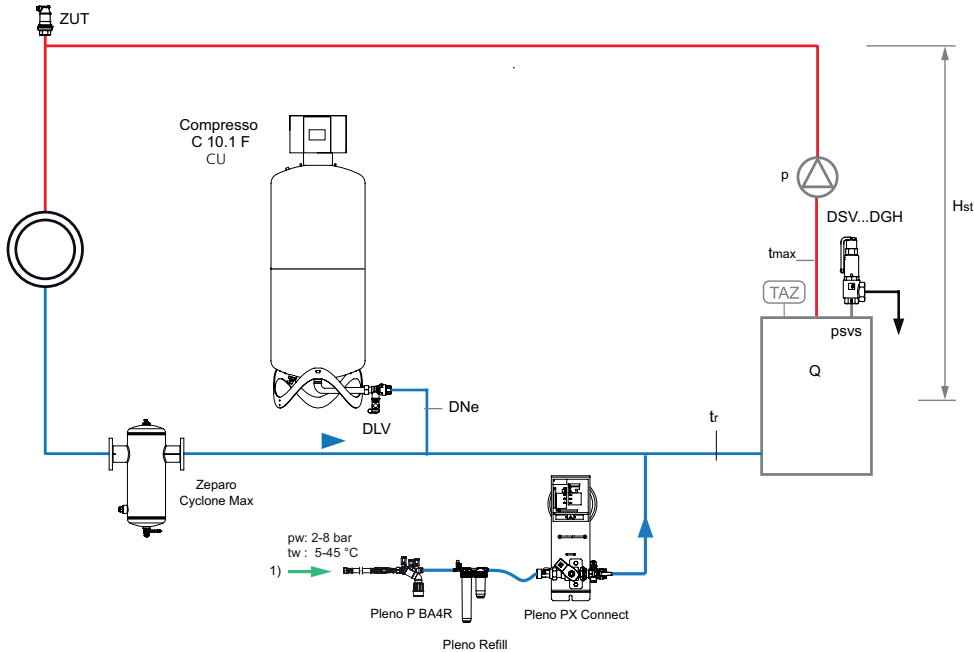 ZUT
Compresso
C 10.1 F
CU
p
DSV...DGH
Hst
tmax
TAZ
psvs
Q
DNe
DLV
tr
Zeparo
Cyclone Max
pw: 2-8 bar
tw : 5-45 °C
1)
Pleno P BA4R
Pleno PX Connect
Pleno Refill